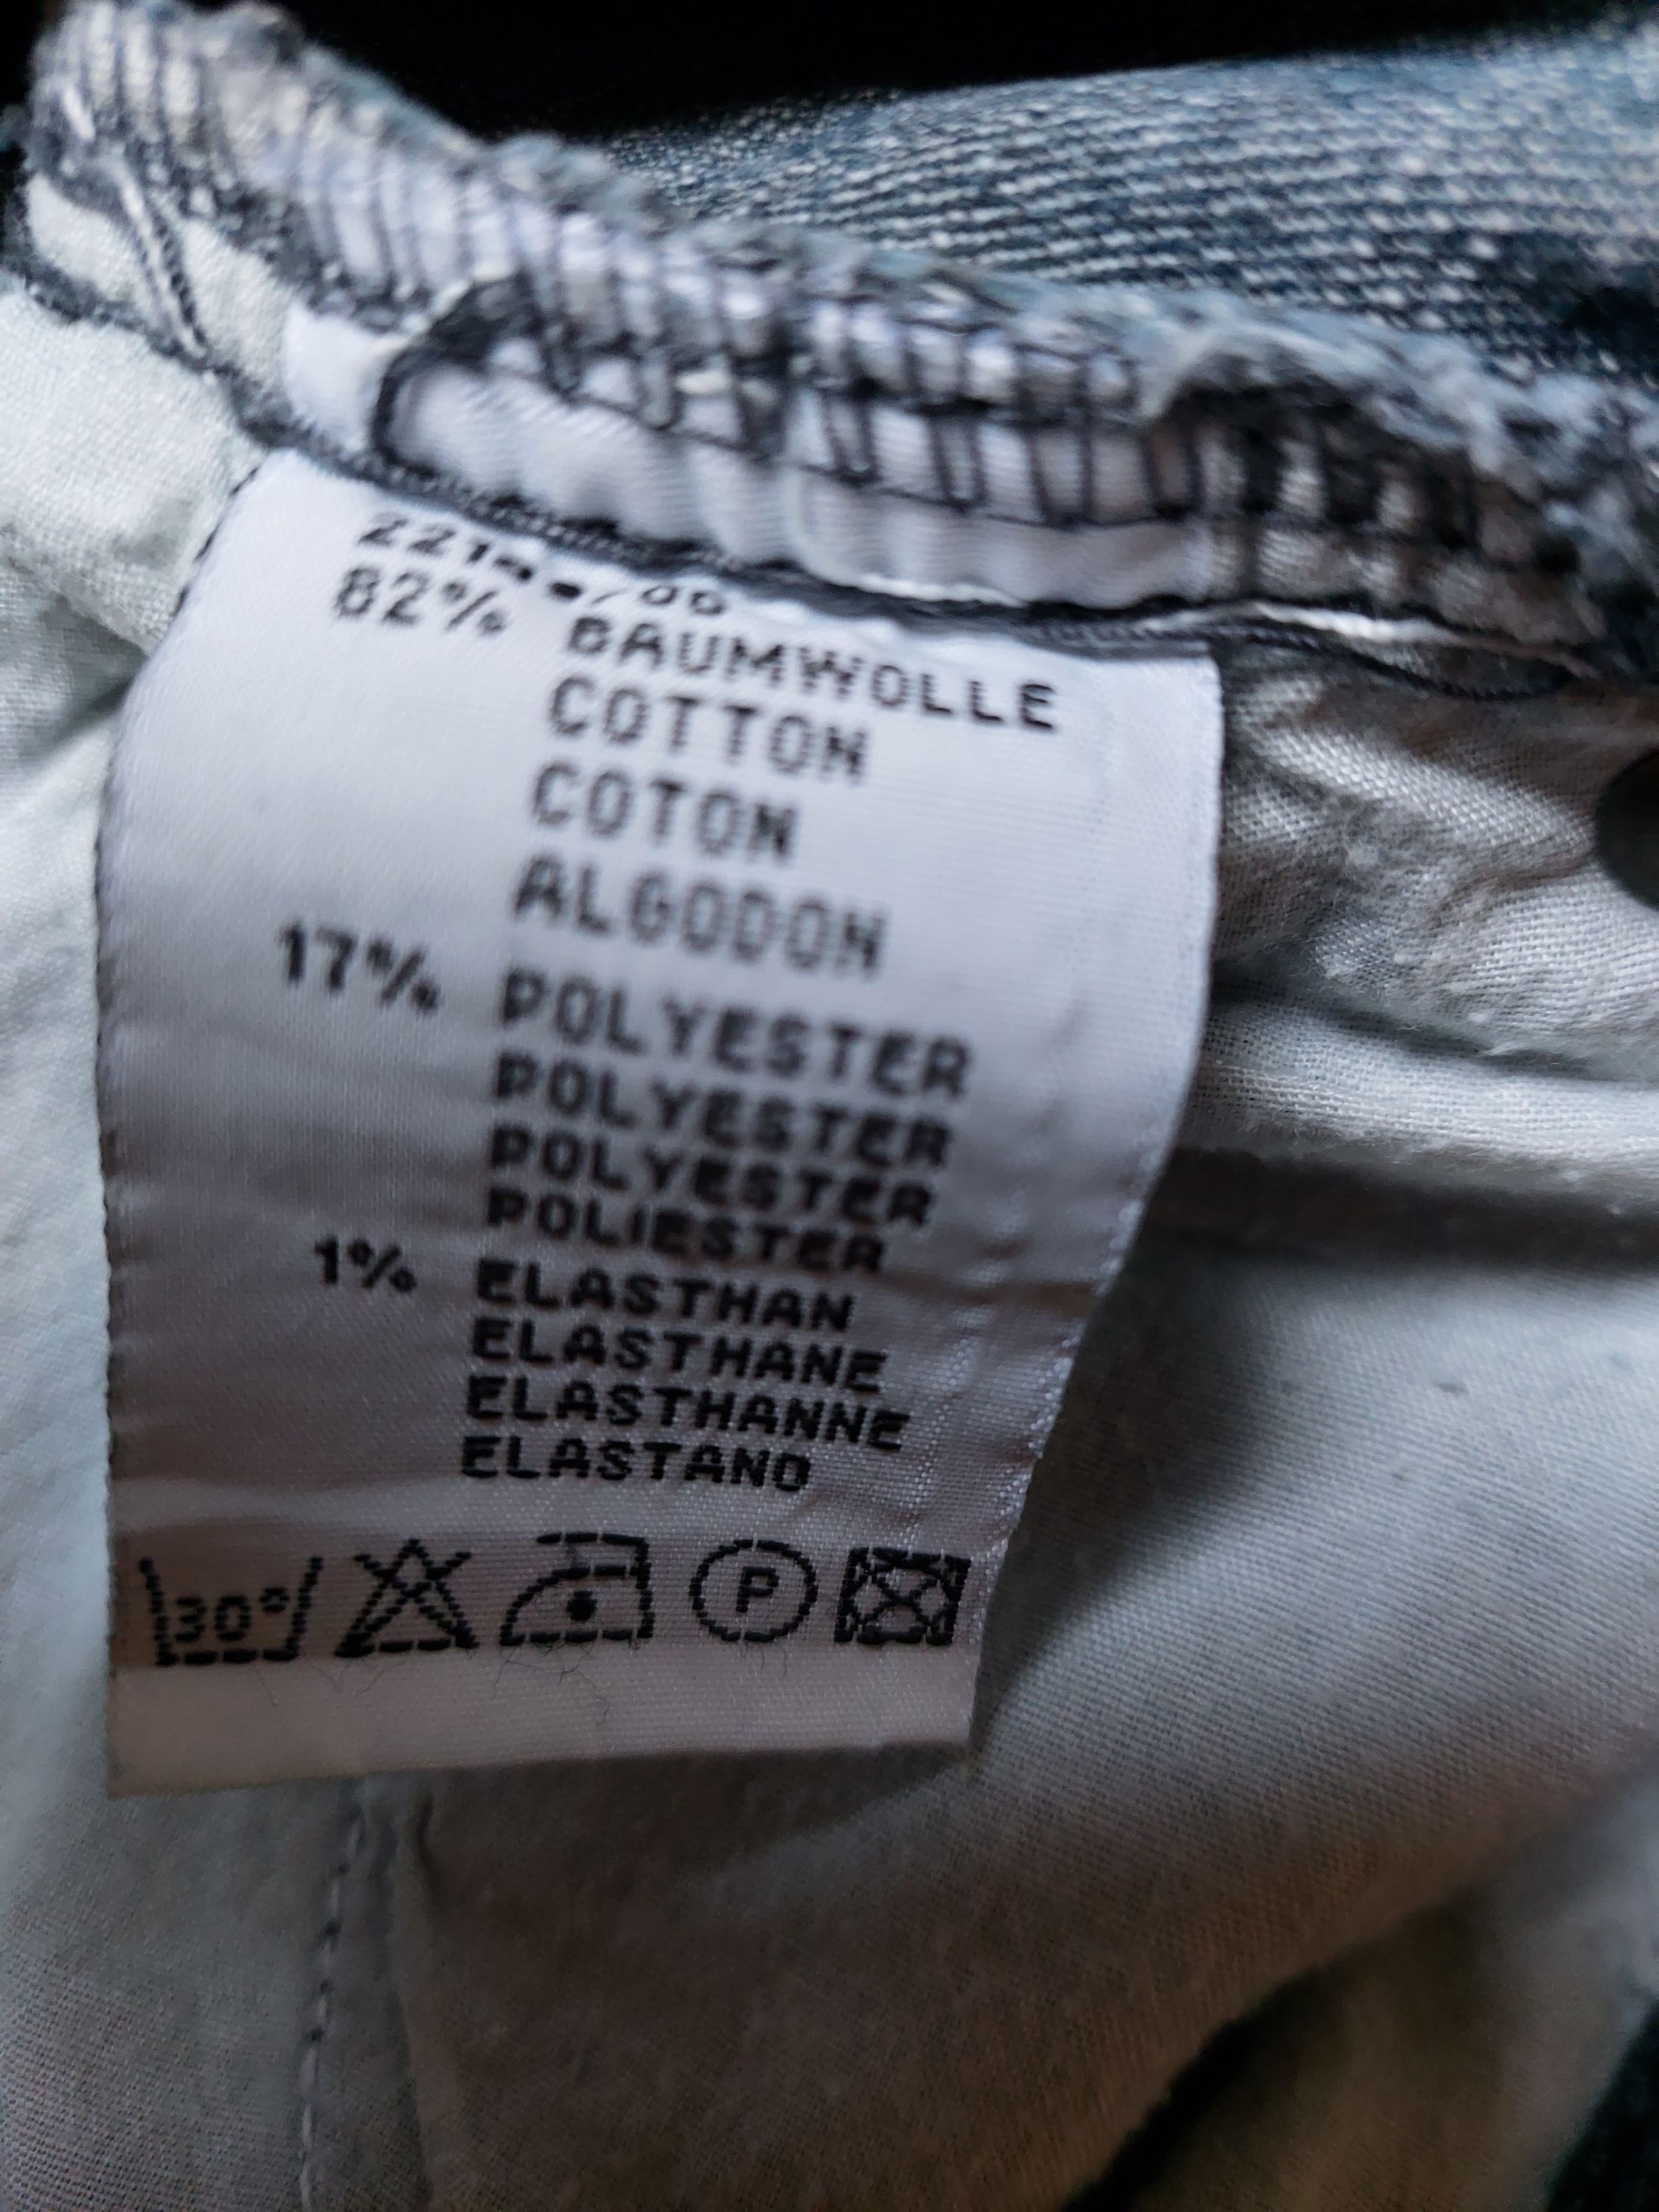 82% BAUMWOLLE
COTTON
COTON
ALGODON
17% POLYESTER
POLYESTER
POLYESTER
POLIESTER
1% ELASTHAN
ELASTHANE
ELASTHANNE
ELASTANO
30° P